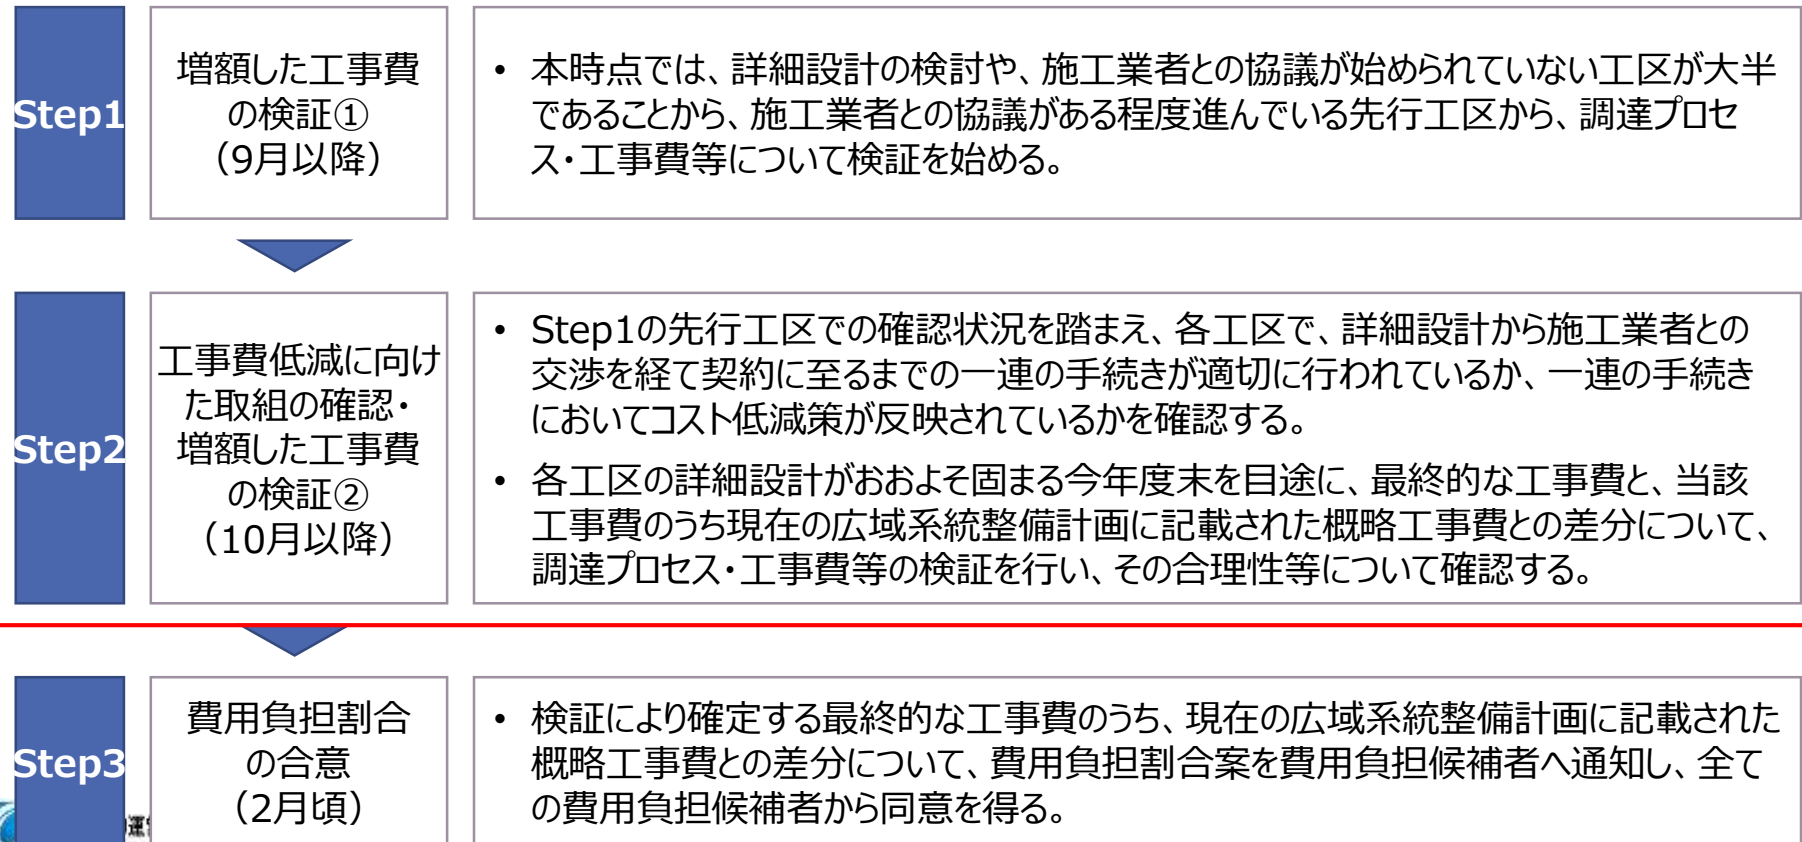 Step1
増額した工事費
の検証①
（9月以降）
• 本時点では、詳細設計の検討や、施工業者との協議が始められていない工区が大半
であることから、施工業者との協議がある程度進んでいる先行工区から、調達プロセ
ス・工事費等について検証を始める。
Step2
工事費低減に向け
た取組の確認・
増額した工事費
の検証②
（10月以降）
• Step1の先行工区での確認状況を踏まえ、各工区で、詳細設計から施工業者との
交渉を経て契約に至るまでの一連の手続きが適切に行われているか、一連の手続き
においてコスト低減策が反映されているかを確認する。
• 各工区の詳細設計がおおよそ固まる今年度末を目途に、最終的な工事費と、当該
工事費のうち現在の広域系統整備計画に記載された概略工事費との差分について、
調達プロセス・工事費等の検証を行い、その合理性等について確認する。
Step3
費用負担割合
の合意
（2月頃）
• 検証により確定する最終的な工事費のうち、現在の広域系統整備計画に記載された
概略工事費との差分について、費用負担割合案を費用負担候補者へ通知し、全て
の費用負担候補者から同意を得る。